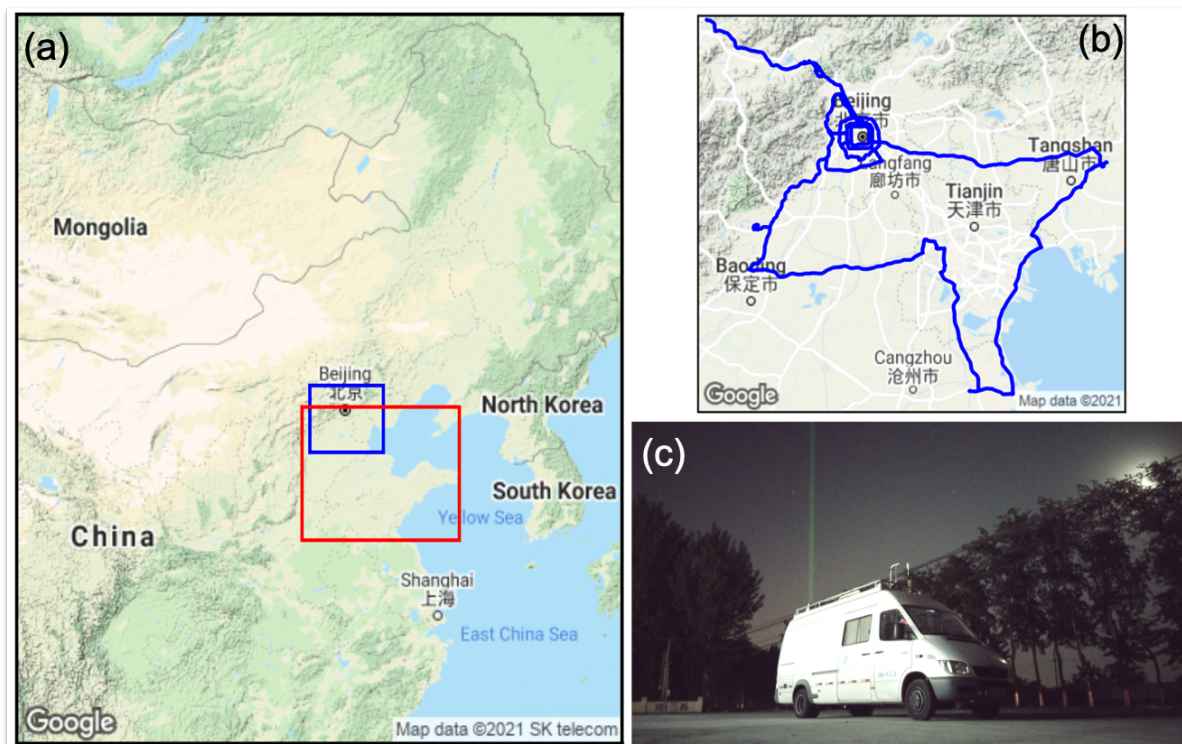 (a)
Mongolia
Beijing
北京
North Korea
South Korea
Yellow Sea
China
Shanghai
上海
East China Sea
Google
Map data ©2021 SK telecom
(b)
Beijing
Tangshan
唐山市
廊坊市
Tianjin
天津市
保定市
Cangzhou
沧州市
Google
Map data ©2021
(c)